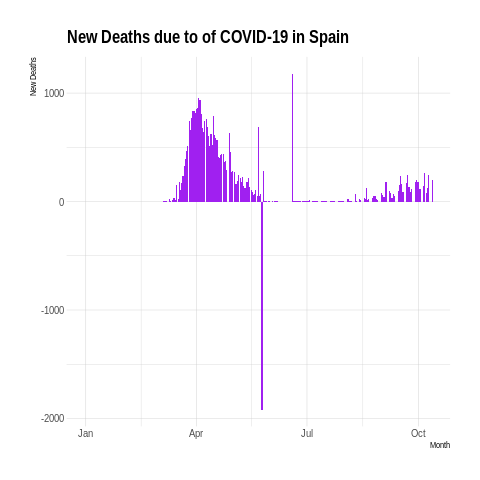 New Deaths due to of COVID-19 in Spain
New Deaths
1000
0
-1000
-2000
Jan Apr Jul Oct
Month